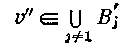 v'' ∈ ⋃_{j≠1} B'_j